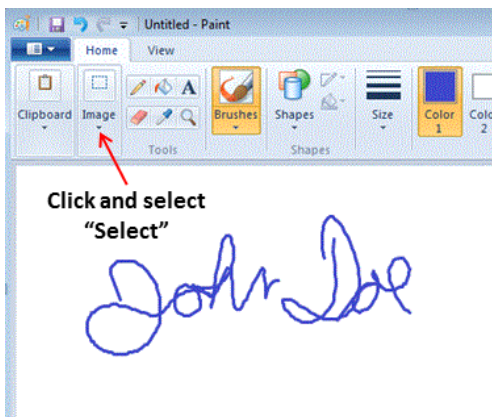 Untitled - Paint
Home View
Clipboard Image Tools Brushes Shapes Shapes Size Color 1 Colo 2
A
Click and select
“Select”
John Doe